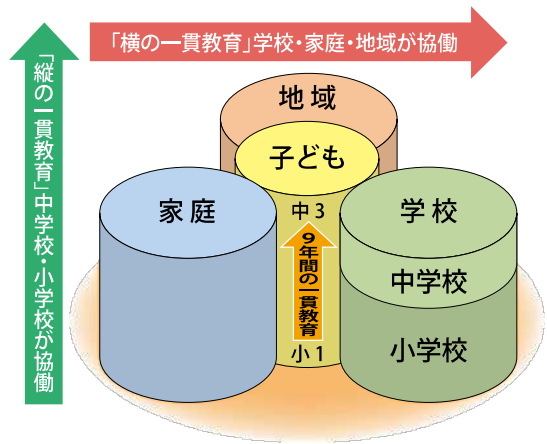 「横の一貫教育」学校・家庭・地域が協働
「縦の一貫教育」中学校・小学校が協働
地域
子ども
家庭
学校
中3
9年間の一貫教育
小1
中学校
小学校